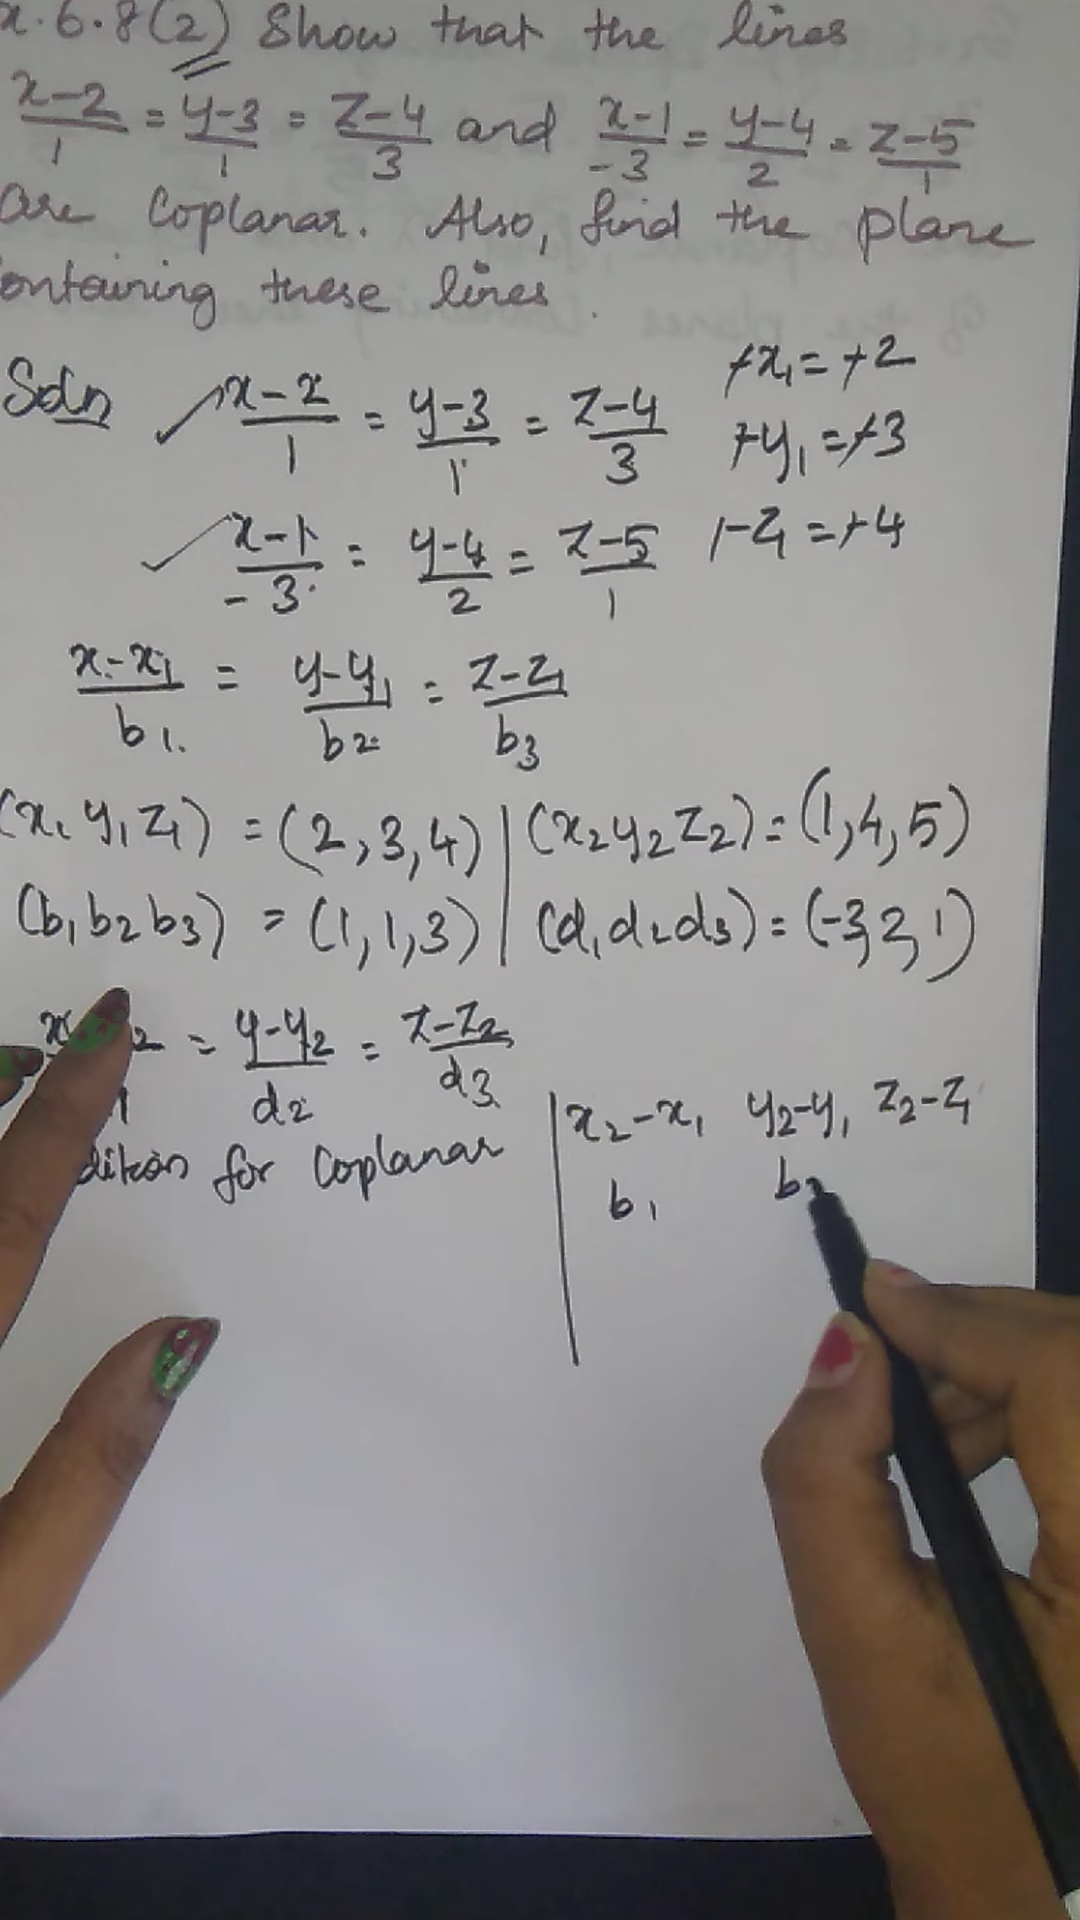 x.6.8(2) Show that the lines
x-2/1 = y-3/1 = z-4/3 and x-1/-3 = y-4/2 = z-5/1
are Coplanar. Also, find the plane
ontaining these lines.
Soln x-2/1 = y-3/1 = z-4/3 +x₁=+2
+y₁=+3
x-1/-3 = y-4/2 = z-5/1 +z₁=+4
x-x₁/b₁ = y-y₁/b₂ = z-z₁/b₃
(x₁ y₁ z₁) = (2,3,4) | (x₂ y₂ z₂) = (1,4,5)
(b₁ b₂ b₃) = (1,1,3) | (d₁ d₂ d₃) = (-3,2,1)
= y-y₂/d₂ = z-z₂/d₃
dition for Coplanar | x₂-x₁ y₂-y₁ z₂-z₁
b₁ b₂